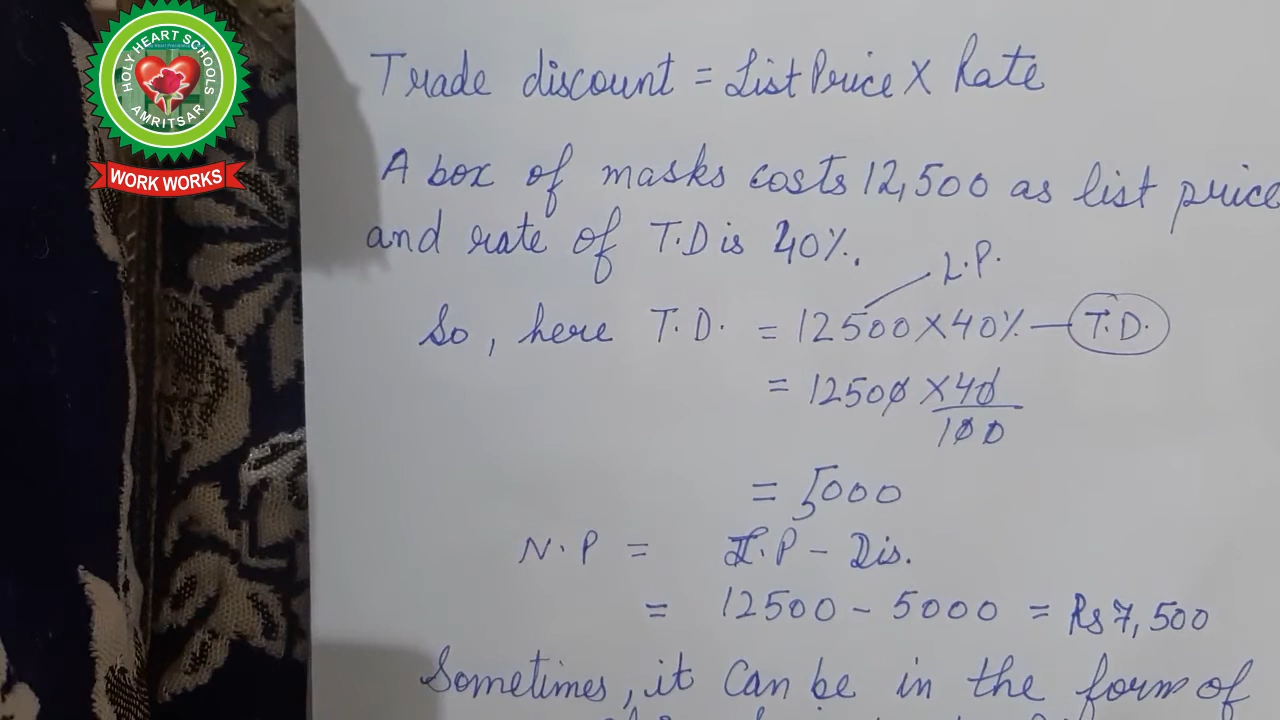 HOLY HEART SCHOOLS
AMRITSAR
WORK WORKS
Trade discount = List Price X Rate
A box of masks costs 12,500 as list price
and rate of T.D is 40%.
L.P.
So, here T.D. = 12500 X 40% — T.D.
= 12500 X 40
100
= 5000
N.P = L.P - Dis.
= 12500 - 5000 = Rs 7,500
Sometimes, it can be in the form of